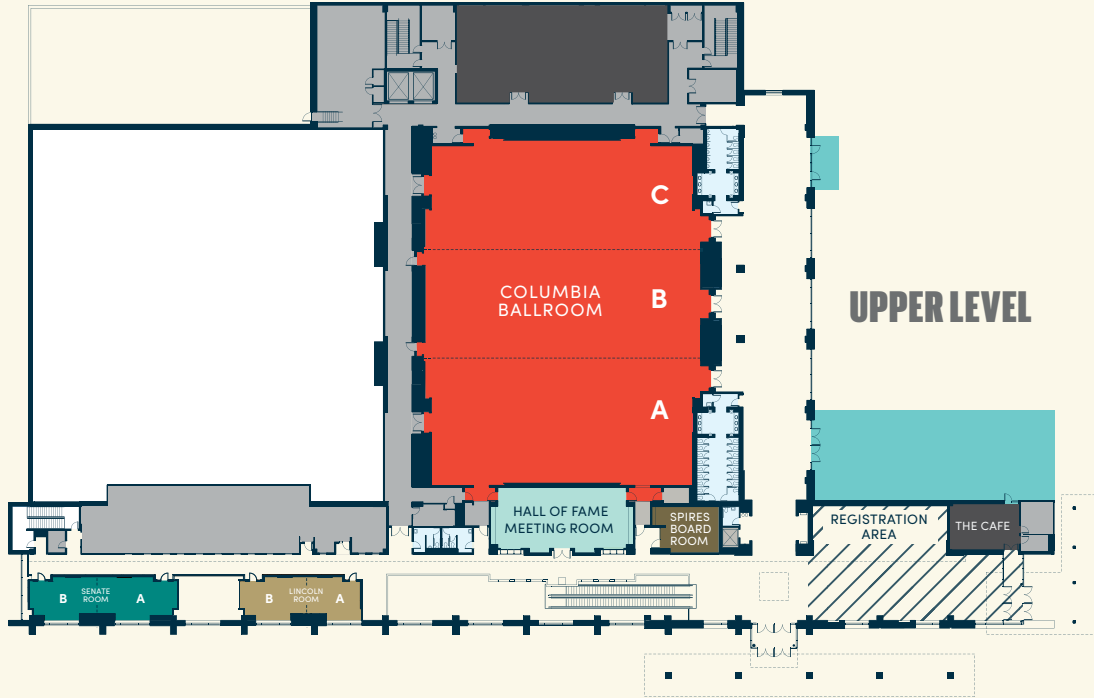 C
COLUMBIA
BALLROOM
B
UPPER LEVEL
A
HALL OF FAME
MEETING ROOM
SPIRES
BOARD
ROOM
REGISTRATION
AREA
THE CAFE
B
SENATE
ROOM
A
B
LINCOLN
ROOM
A